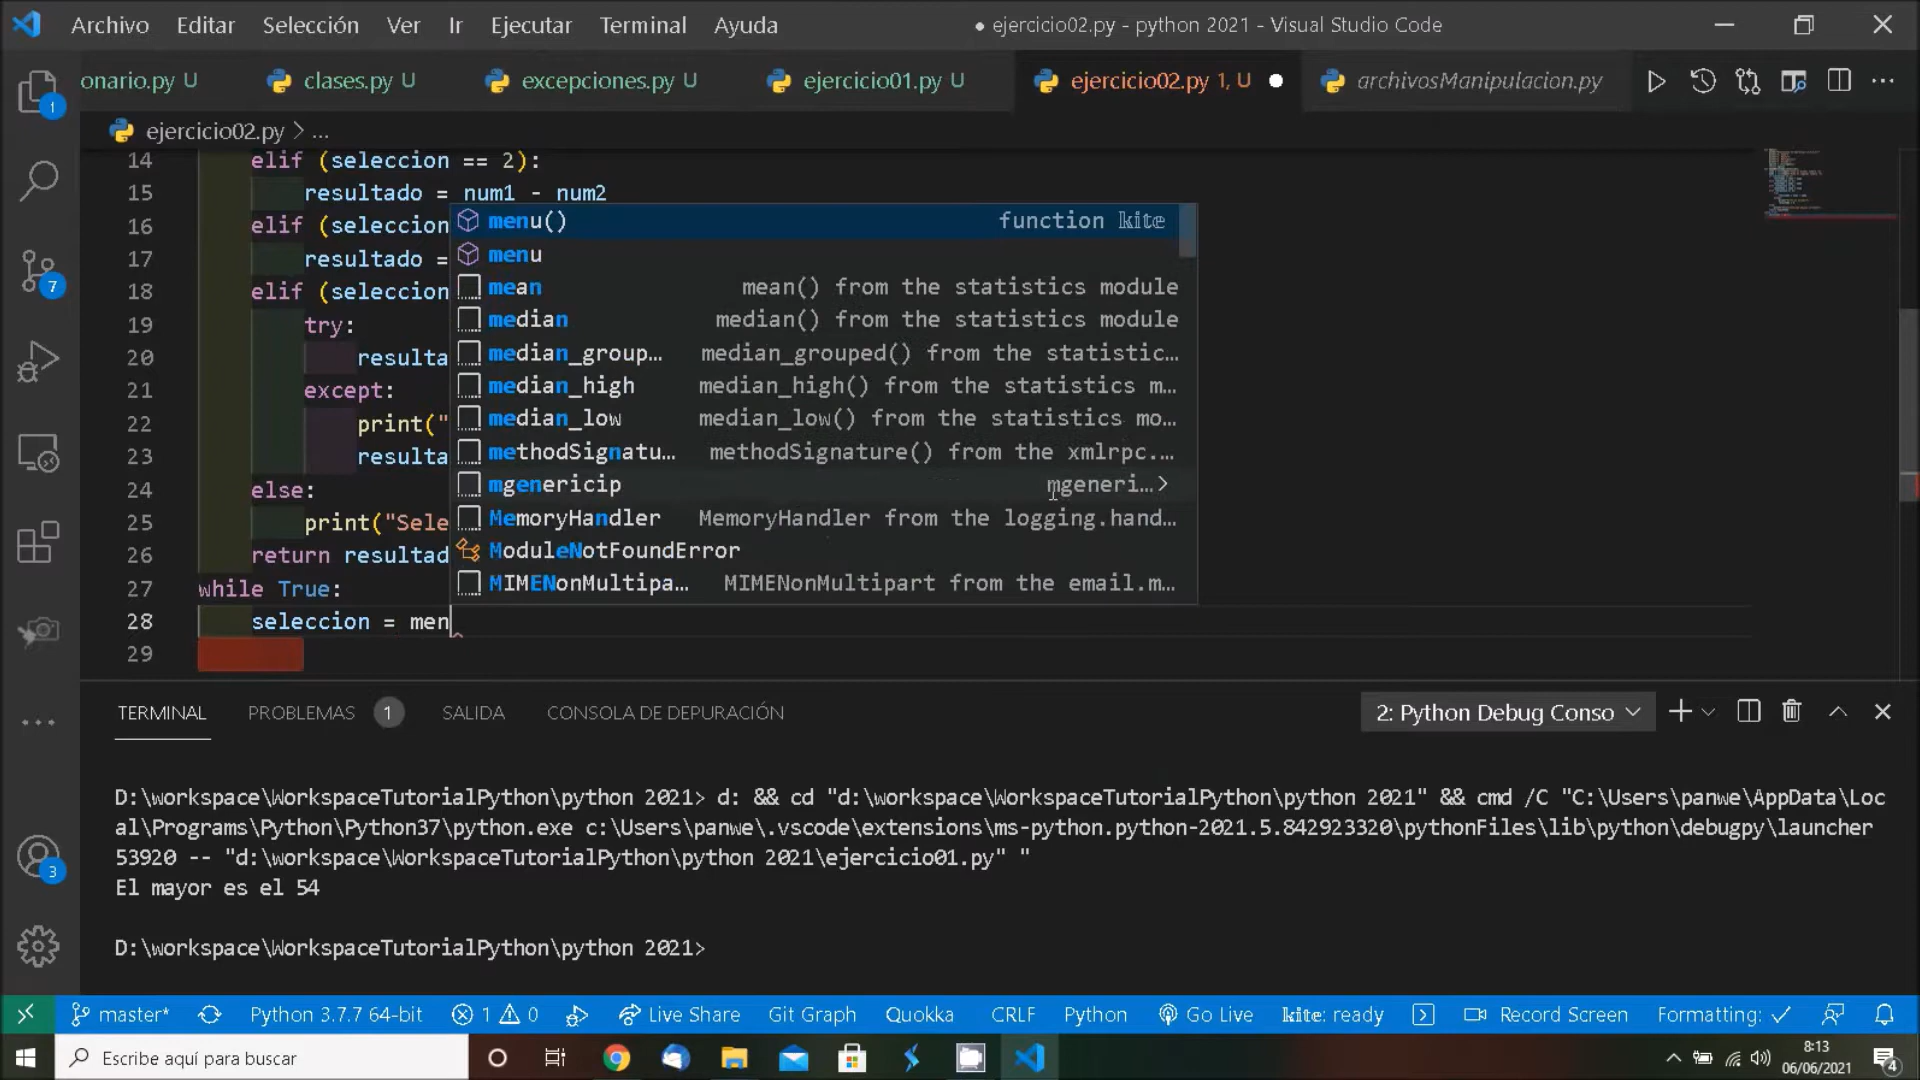 Archivo Editar Selección Ver Ir Ejecutar Terminal Ayuda ● ejercicio02.py - python 2021 - Visual Studio Code
onario.py U clases.py U excepciones.py U ejercicio01.py U ejercicio02.py 1, U archivosManipulacion.py
ejercicio02.py > ...
14 elif (seleccion == 2):
15 resultado = num1 - num2
16 elif (seleccion
17 resultado =
18 elif (seleccion
19 try:
20 resulta
21 except:
22 print("
23 resulta
24 else:
25 print("Sele
26 return resultad
27 while True:
28 seleccion = men
29
menu() function kite
menu
mean mean() from the statistics module
median median() from the statistics module
median_group... median_grouped() from the statistic...
median_high median_high() from the statistics m...
median_low median_low() from the statistics mo...
methodSignatu... methodSignature() from the xmlrpc....
mgenericip mgeneri...>
MemoryHandler MemoryHandler from the logging.hand...
ModuleNotFoundError
MIMENonMultipa... MIMENonMultipart from the email.m...
TERMINAL PROBLEMAS 1 SALIDA CONSOLA DE DEPURACIÓN 2: Python Debug Conso
D:\workspace\WorkspaceTutorialPython\python 2021> d: && cd "d:\workspace\WorkspaceTutorialPython\python 2021" && cmd /C "C:\Users\panwe\AppData\Loc
al\Programs\Python\Python37\python.exe c:\Users\panwe\.vscode\extensions\ms-python.python-2021.5.842923320\pythonFiles\lib\python\debugpy\launcher
53920 -- "d:\workspace\WorkspaceTutorialPython\python 2021\ejercicio01.py" "
El mayor es el 54
D:\workspace\WorkspaceTutorialPython\python 2021>
1
7
3
master* Python 3.7.7 64-bit 1 0 Live Share Git Graph Quokka CRLF Python Go Live kite: ready Record Screen Formatting: ✓
Escribe aquí para buscar
8:13
06/06/2021
4